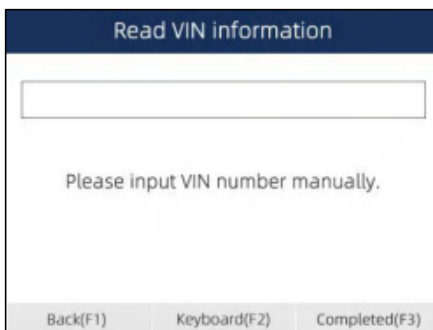 Read VIN information
Please input VIN number manually.
Back(F1) Keyboard(F2) Completed(F3)